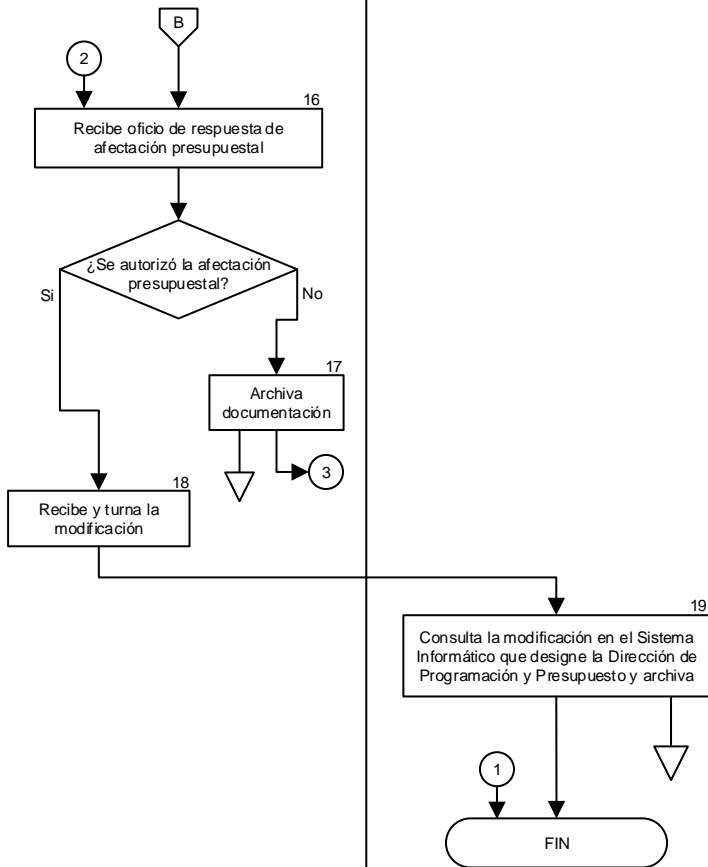 B
2
16
Recibe oficio de respuesta de
afectación presupuestal
¿Se autorizó la afectación
presupuestal?
Si
No
17
Archiva
documentación
3
18
Recibe y turna la
modificación
19
Consulta la modificación en el Sistema
Informático que designe la Dirección de
Programación y Presupuesto y archiva
1
FIN